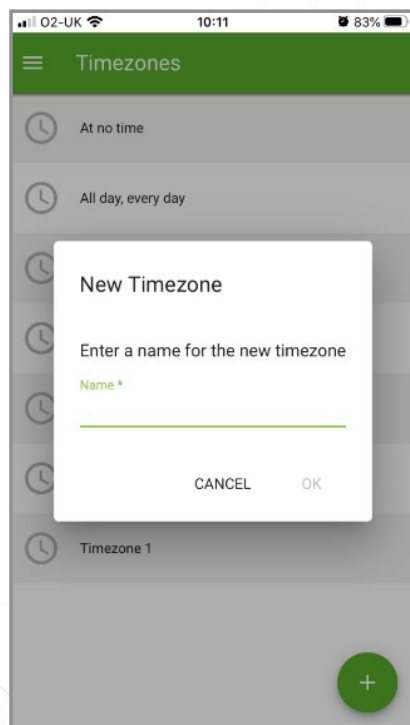 O2-UK 10:11 83%
Timezones
At no time
All day, every day
New Timezone
Enter a name for the new timezone
Name *
CANCEL OK
Timezone 1
+